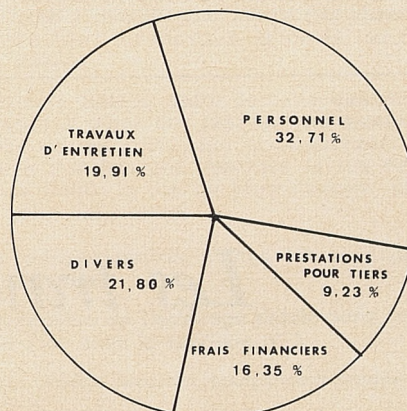 PERSONNEL
32,71 %
TRAVAUX
D'ENTRETIEN
19,91 %
DIVERS
21,80 %
PRESTATIONS
POUR TIERS
9,23 %
FRAIS FINANCIERS
16,35 %